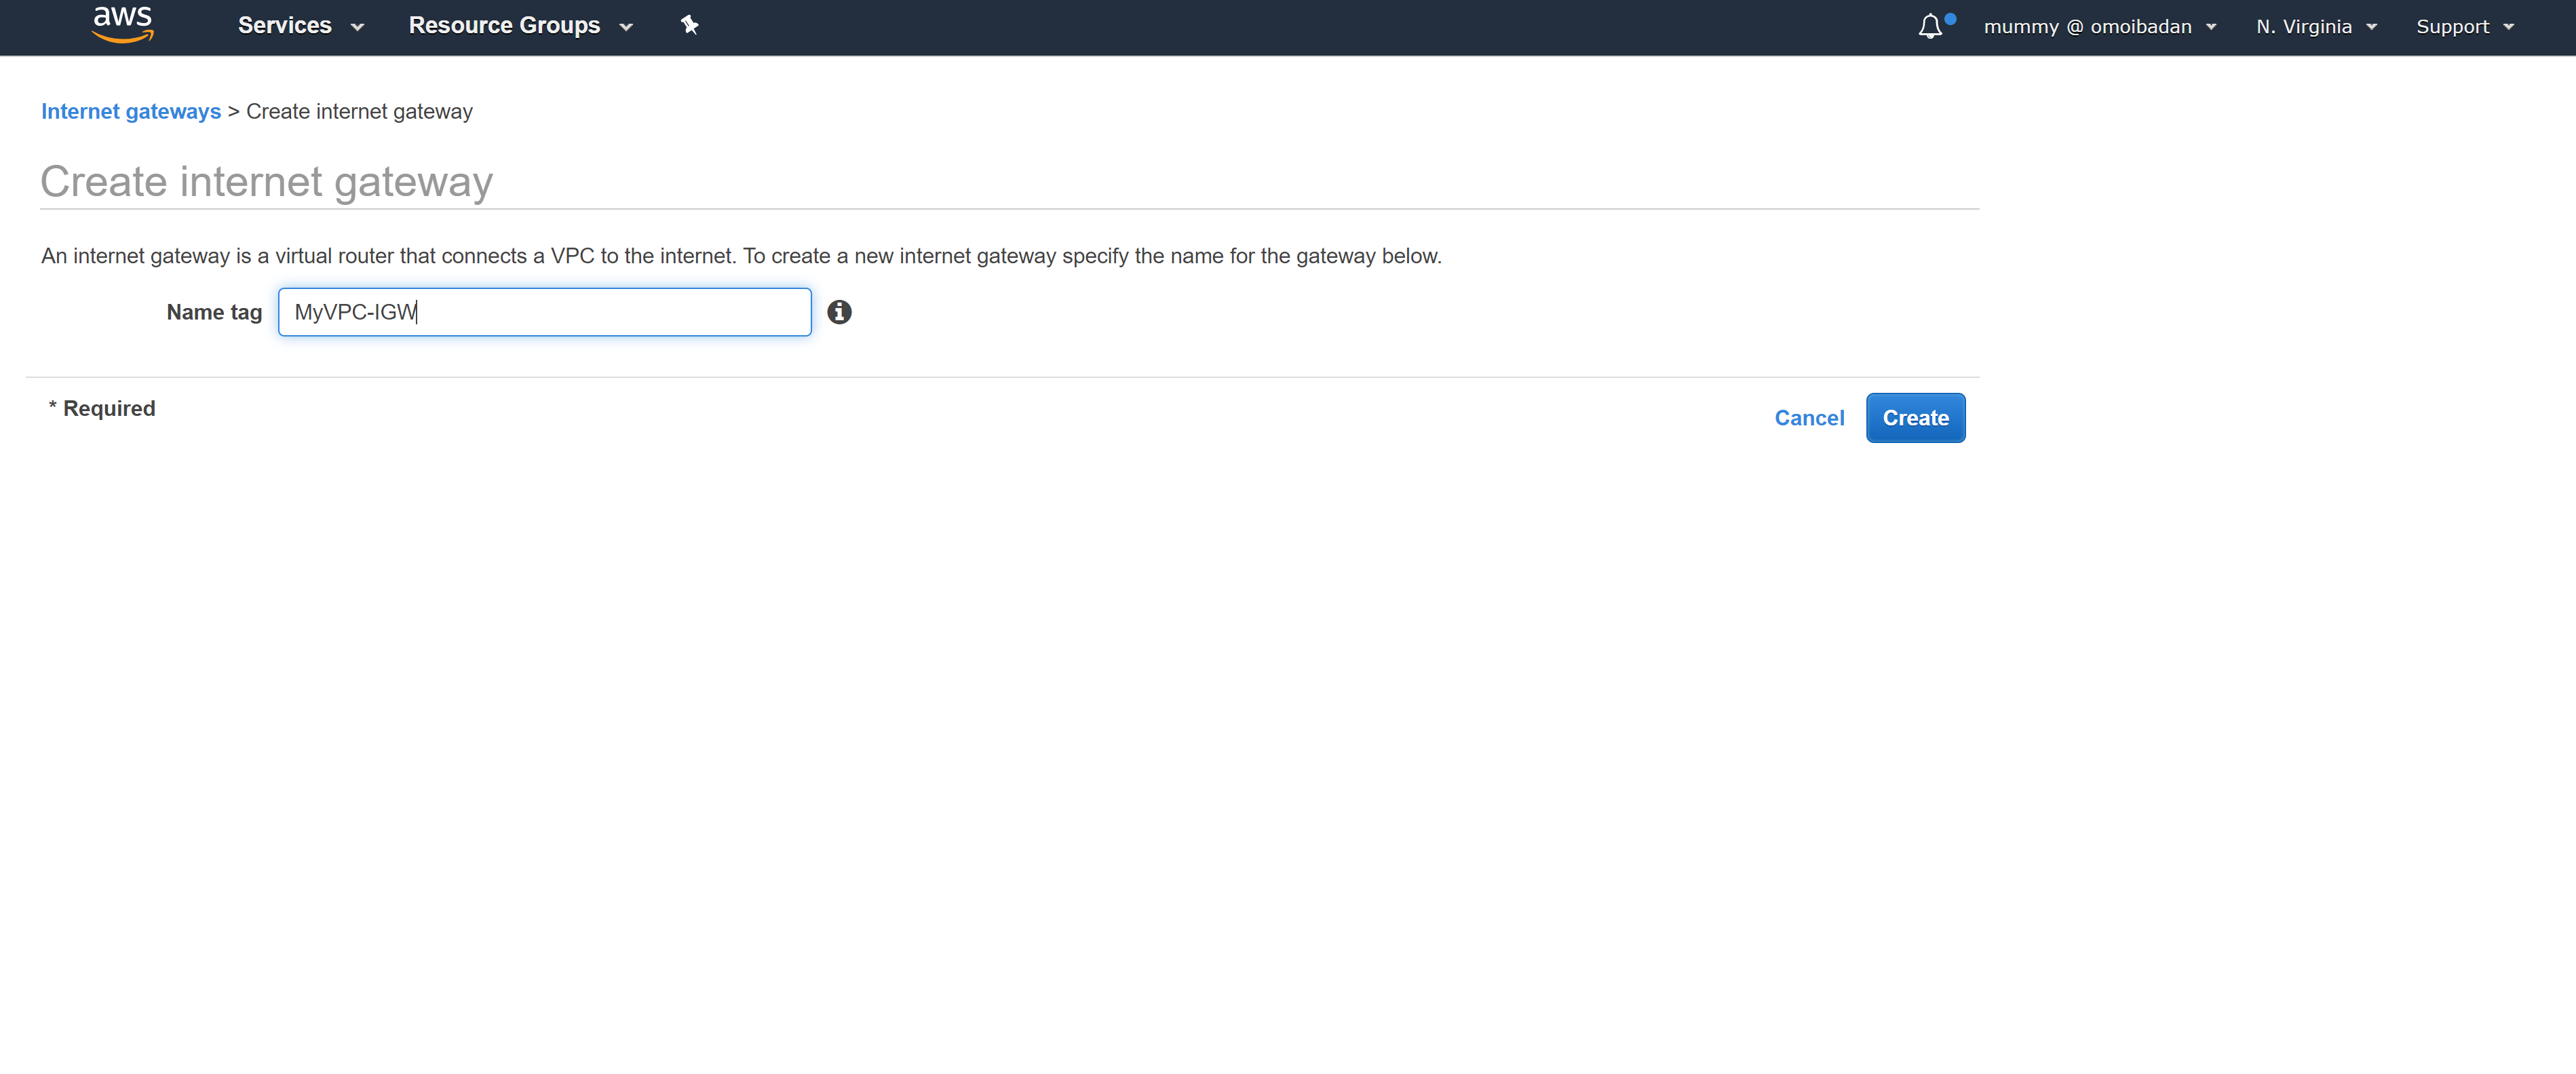 aws Services Resource Groups mummy @ omoibadan N. Virginia Support
Internet gateways > Create internet gateway
Create internet gateway
An internet gateway is a virtual router that connects a VPC to the internet. To create a new internet gateway specify the name for the gateway below.
Name tag MyVPC-IGW
* Required
Cancel Create